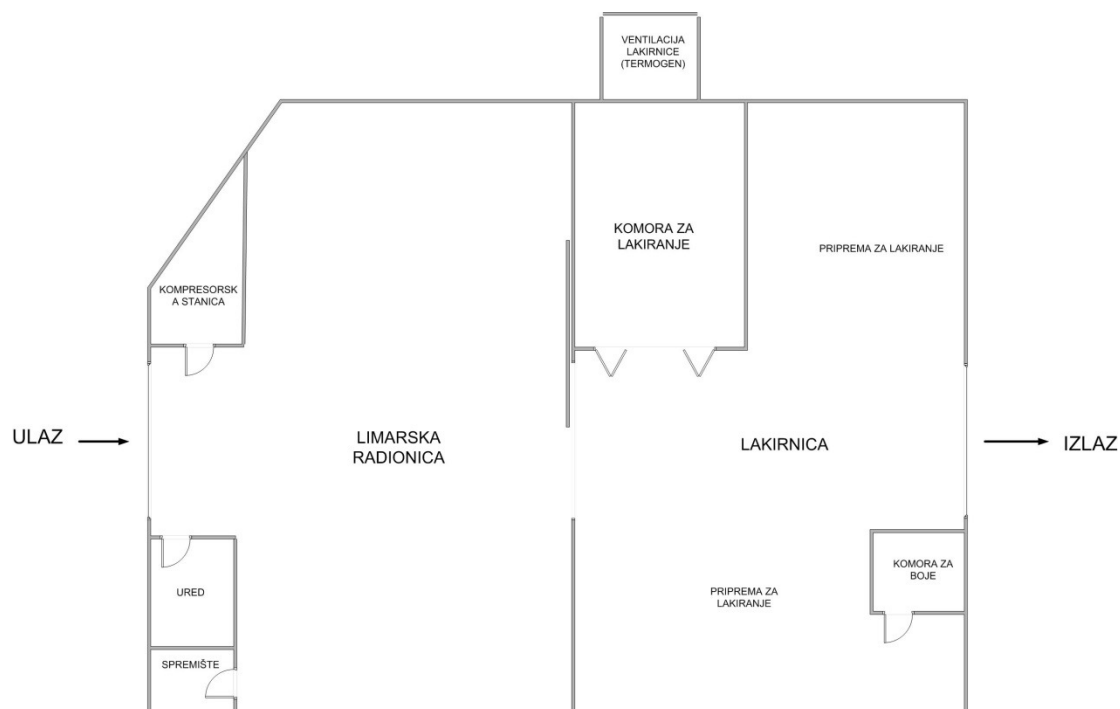 VENTILACIJA
LAKIRNICE
(TERMOGEN)
KOMORA ZA
LAKIRANJE
PRIPREMA ZA LAKIRANJE
KOMPRESORSK
A STANICA
ULAZ
LIMARSKA
RADIONICA
LAKIRNICA
IZLAZ
URED
PRIPREMA ZA
LAKIRANJE
KOMORA ZA
BOJE
SPREMIŠTE